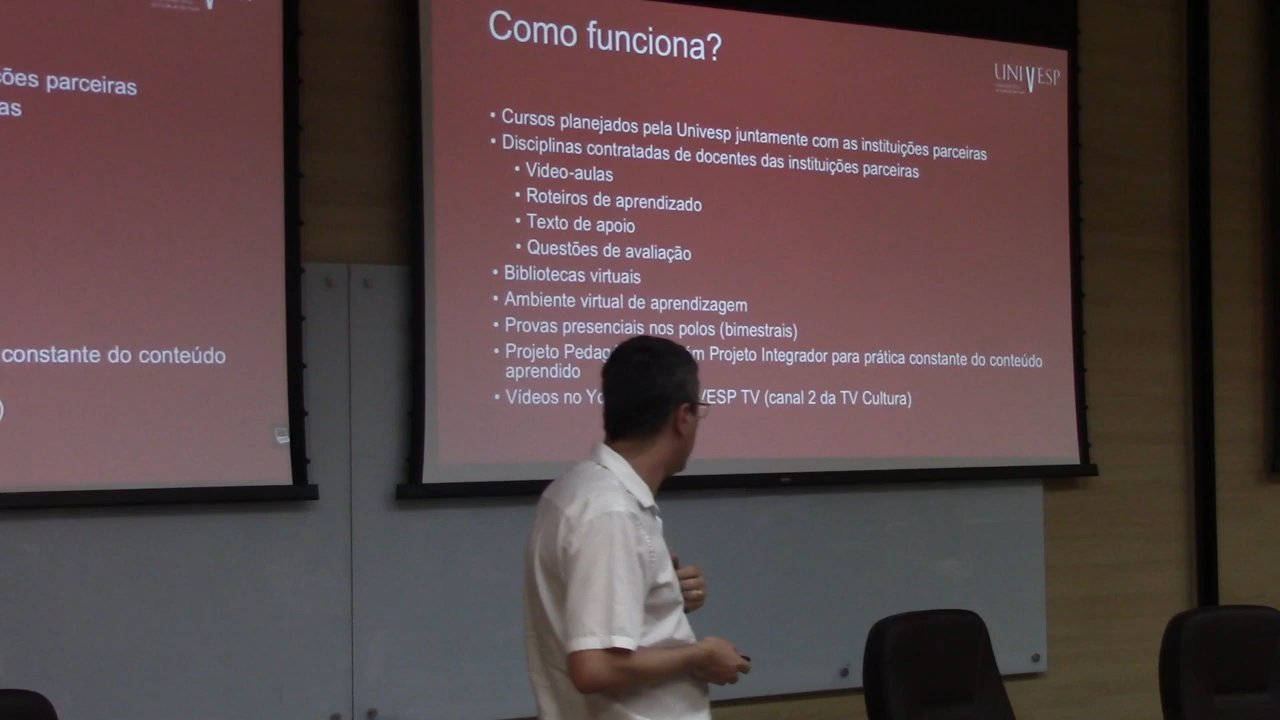 ões parceiras
as
constante do conteúdo
)
Como funciona?
UNIVESP
• Cursos planejados pela Univesp juntamente com as instituições parceiras
• Disciplinas contratadas de docentes das instituições parceiras
• Video-aulas
• Roteiros de aprendizado
• Texto de apoio
• Questões de avaliação
• Bibliotecas virtuais
• Ambiente virtual de aprendizagem
• Provas presenciais nos polos (bimestrais)
• Projeto Pedag ém Projeto Integrador para prática constante do conteúdo
aprendido
• Vídeos no Yo VESP TV (canal 2 da TV Cultura)